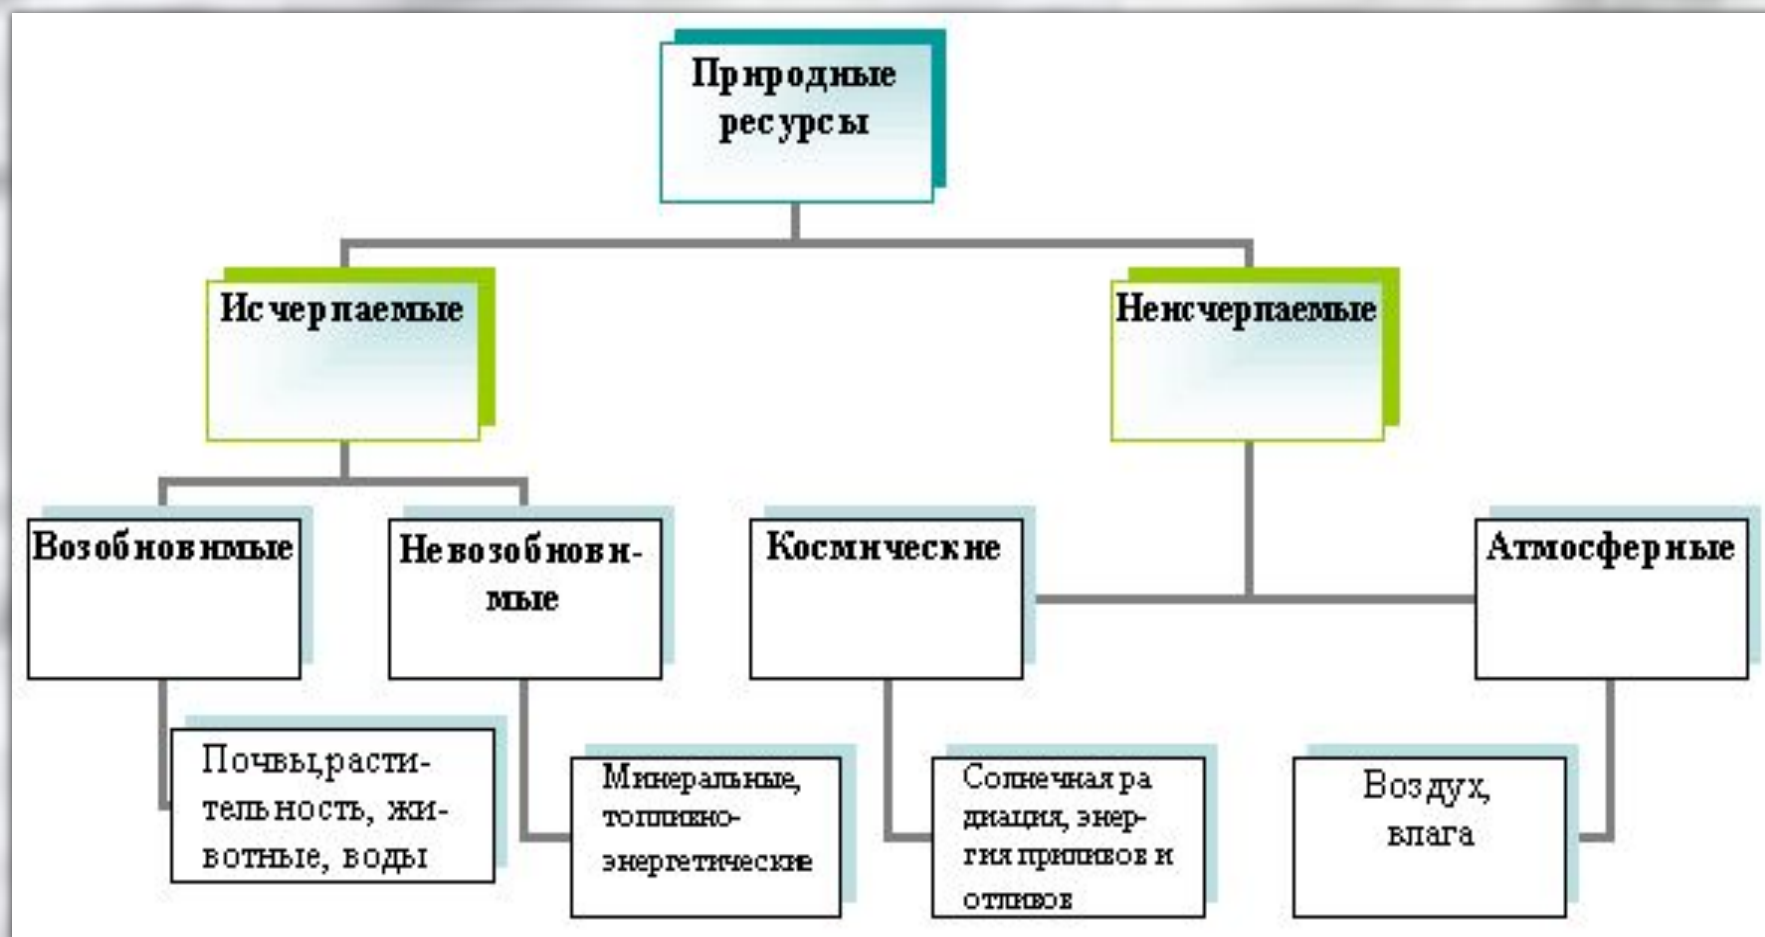 Природные
ресурсы
Исчерпаемые
Неисчерпаемые
Возобновимые
Невозобнови-
мые
Космические
Атмосферные
Почвы,расти-
тельность, жи-
вотные, воды
Минеральные,
топливно-
энергетические
Солнечная ра
диация, энер-
гия приливов и
отливов
Воздух,
влага